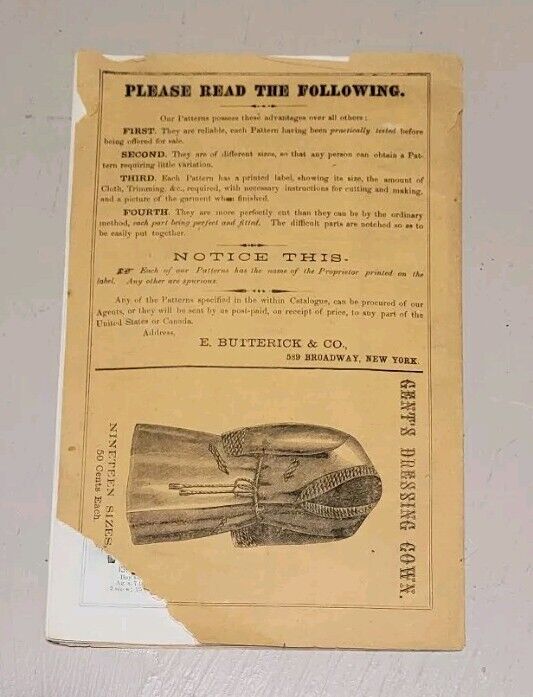 PLEASE READ THE FOLLOWING.
Our Patterns possess these advantages over all others:
FIRST. They are reliable, each Pattern having been practically tested before
being offered for sale.
SECOND. They are of different sizes, so that any person can obtain a Pat-
tern requiring little variation.
THIRD. Each Pattern has a printed label, showing its size, the amount of
Cloth, Trimming, &c., required, with necessary instructions for cutting and making,
and a picture of the garment when finished.
FOURTH. They are more perfectly cut than they can be by the ordinary
method, each part being perfect and fitted. The difficult parts are notched so as to
be easily put together.
NOTICE THIS.
Each of our Patterns has the name of the Proprietor printed on the
label. Any other are spurious.
Any of the Patterns specified in the within Catalogue, can be procured of our
Agents, or they will be sent by us post-paid, on receipt of price, to any part of the
United States or Canada.
Address,
E. BUTTERICK & CO.,
589 BROADWAY, NEW YORK.
GENT'S DRESSING GOWN.
NINETEEN SIZES.
50 Cents Each.